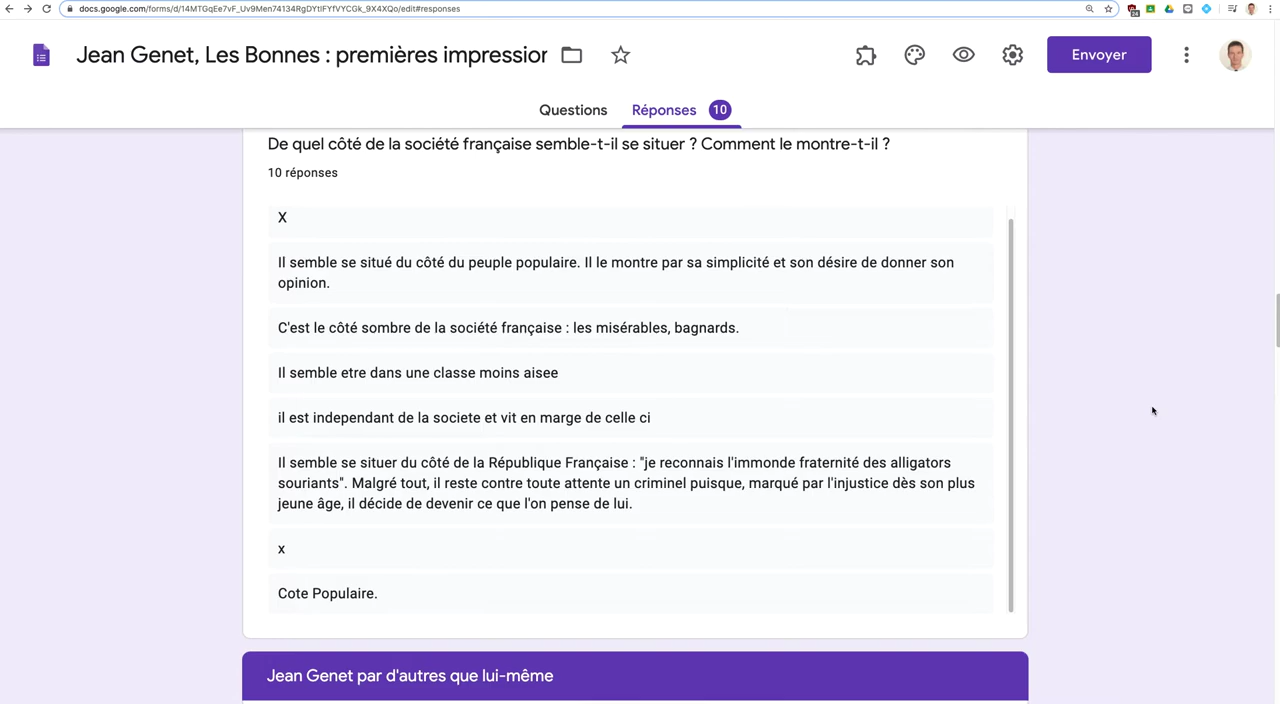 docs.google.com/forms/d/14MTGqEe7vF_Uv9Men74134RgDYtlFYfVYCGk_9X4XQo/edit#responses
Jean Genet, Les Bonnes : premières impression
Envoyer
Questions
Réponses 10
De quel côté de la société française semble-t-il se situer ? Comment le montre-t-il ?
10 réponses
X
Il semble se situé du côté du peuple populaire. Il le montre par sa simplicité et son désire de donner son
opinion.
C'est le côté sombre de la société française : les misérables, bagnards.
Il semble etre dans une classe moins aisee
il est independant de la societe et vit en marge de celle ci
Il semble se situer du côté de la République Française : "je reconnais l'immonde fraternité des alligators
souriants". Malgré tout, il reste contre toute attente un criminel puisque, marqué par l'injustice dès son plus
jeune âge, il décide de devenir ce que l'on pense de lui.
x
Cote Populaire.
Jean Genet par d'autres que lui-même